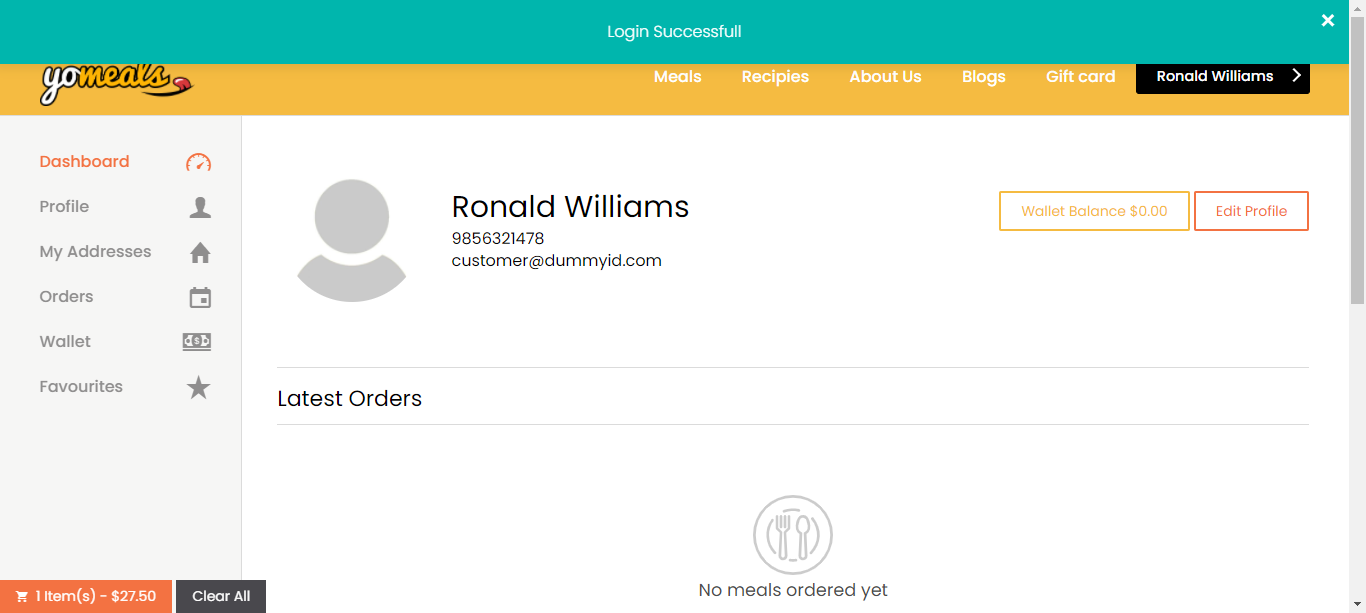 Login Successfull
yomeals
Meals
Recipies
About Us
Blogs
Gift card
Ronald Williams
Dashboard
Profile
My Addresses
Orders
Wallet
Favourites
Ronald Williams
9856321478
customer@dummyid.com
Wallet Balance $0.00
Edit Profile
Latest Orders
No meals ordered yet
1 Item(s) - $27.50
Clear All